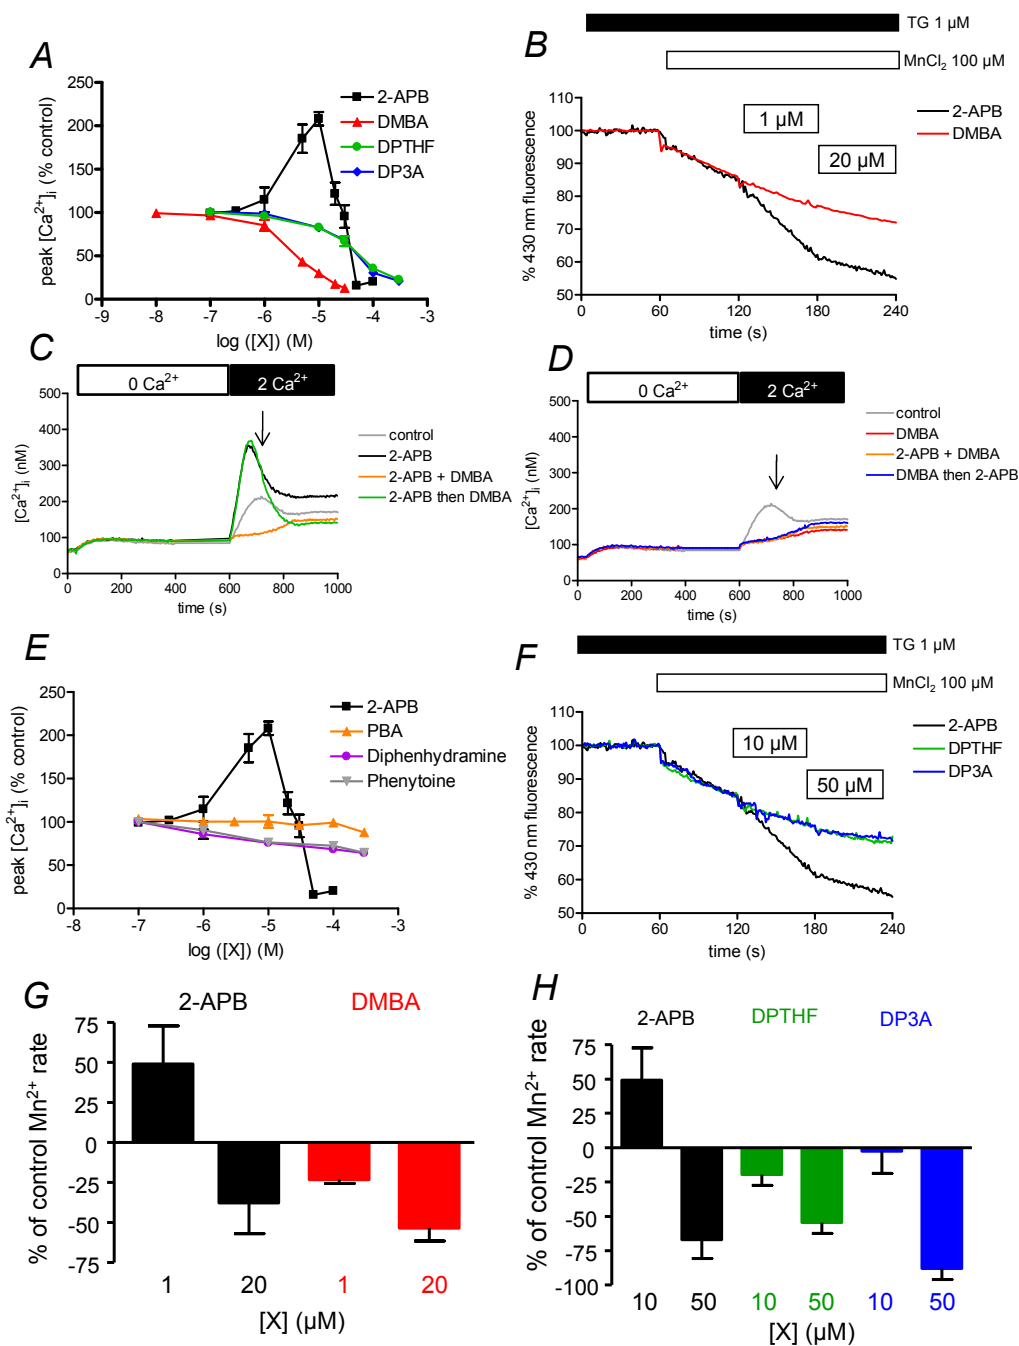 A
peak [Ca²⁺]ᵢ (% control)
250
200
150
100
50
0
-9 -8 -7 -6 -5 -4 -3
log ([X]) (M)
2-APB
DMBA
DPTHF
DP3A
B
TG 1 µM
MnCl₂ 100 µM
% 430 nm fluorescence
110
100
90
80
70
60
50
0 60 120 180 240
time (s)
1 µM
20 µM
2-APB
DMBA
C
0 Ca²⁺ 2 Ca²⁺
[Ca²⁺]ᵢ (nM)
500
400
300
200
100
0
0 200 400 600 800 1000
time (s)
control
2-APB
2-APB + DMBA
2-APB then DMBA
D
0 Ca²⁺ 2 Ca²⁺
[Ca²⁺]ᵢ (nM)
500
400
300
200
100
0
0 200 400 600 800 1000
time (s)
control
DMBA
2-APB + DMBA
DMBA then 2-APB
E
peak [Ca²⁺]ᵢ (% control)
250
200
150
100
50
0
-8 -7 -6 -5 -4 -3
log ([X]) (M)
2-APB
PBA
Diphenhydramine
Phenytoine
F
TG 1 µM
MnCl₂ 100 µM
% 430 nm fluorescence
110
100
90
80
70
60
50
0 60 120 180 240
time (s)
10 µM
50 µM
2-APB
DPTHF
DP3A
G
2-APB DMBA
% of control Mn²⁺ rate
75
50
25
0
-25
-50
-75
1 20 1 20
[X] (µM)
H
2-APB DPTHF DP3A
% of control Mn²⁺ rate
75
50
25
0
-25
-50
-75
-100
10 50 10 50 10 50
[X] (µM)